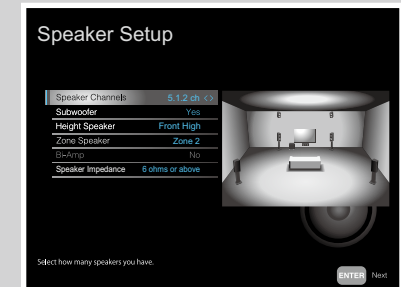 Speaker Setup
Speaker Channels 5.1.2 ch < >
Subwoofer Yes
Height Speaker Front High
Zone Speaker Zone 2
Bi-Amp No
Speaker Impedance 6 ohms or above
Select how many speakers you have.
ENTER Next